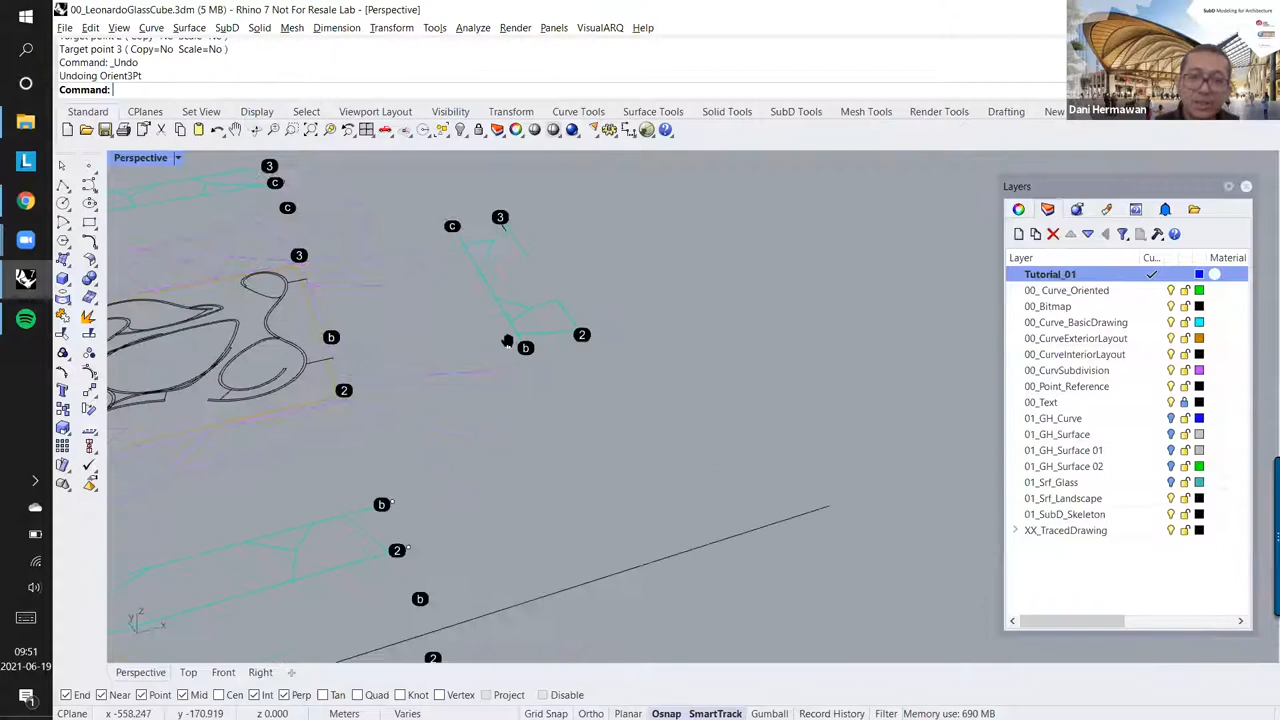 00_LeonardoGlassCube.3dm (5 MB) - Rhino 7 Not For Resale Lab - [Perspective]
File Edit View Curve Surface SubD Solid Mesh Dimension Transform Tools Analyze Render Panels VisualARQ Help
Target point 3 ( Copy=No Scale=No )
Command: _Undo
Undoing Orient3Pt
Command:
Standard CPlanes Set View Display Select Viewport Layout Visibility Transform Curve Tools Surface Tools Solid Tools SubD Tools Mesh Tools Render Tools Drafting New
SubD Modeling for Architecture
Dani Hermawan
Perspective
3
c
c
3
b
2
c
3
b
2
b
2
b
2
z
y
x
Layers
Layer Cu... Material
Tutorial_01
00_ Curve_Oriented
00_Bitmap
00_Curve_BasicDrawing
00_CurveExteriorLayout
00_CurveInteriorLayout
00_CurvSubdivision
00_Point_Reference
00_Text
01_GH_Curve
01_GH_Surface
01_GH_Surface 01
01_GH_Surface 02
01_Srf_Glass
01_Srf_Landscape
01_SubD_Skeleton
XX_TracedDrawing
Perspective Top Front Right
End Near Point Mid Cen Int Perp Tan Quad Knot Vertex Project Disable
CPlane x -558.247 y -170.919 z 0.000 Meters Varies Grid Snap Ortho Planar Osnap SmartTrack Gumball Record History Filter Memory use: 690 MB
09:51
2021-06-19